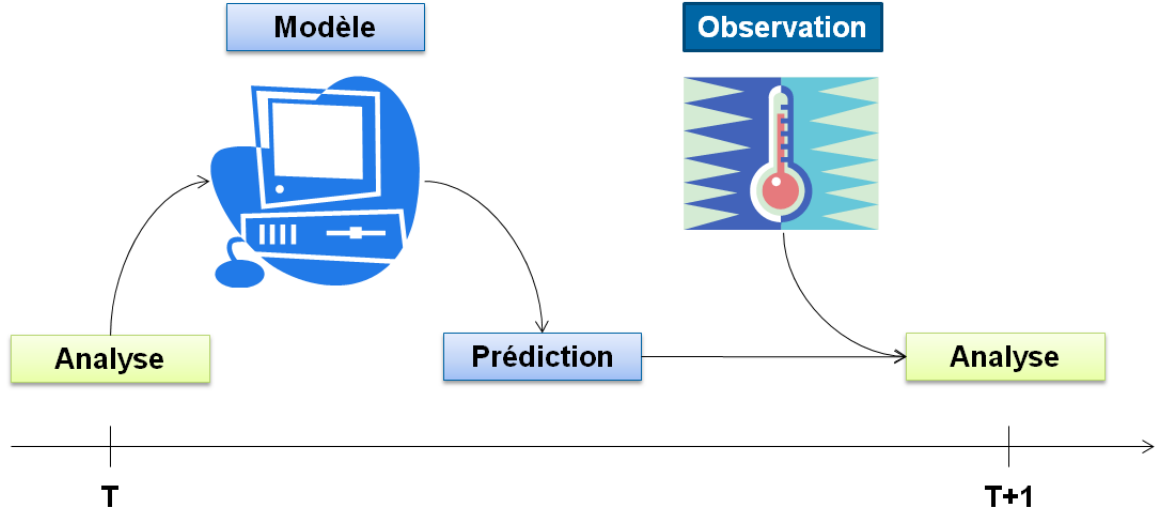 Modèle
Observation
Analyse
Prédiction
Analyse
T
T+1